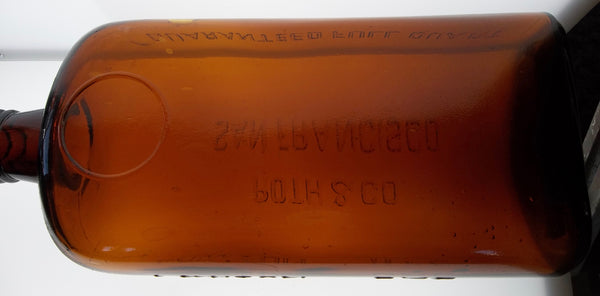 ROTH & CO
SAN FRANCISCO
GUARANTEED FULL QUART